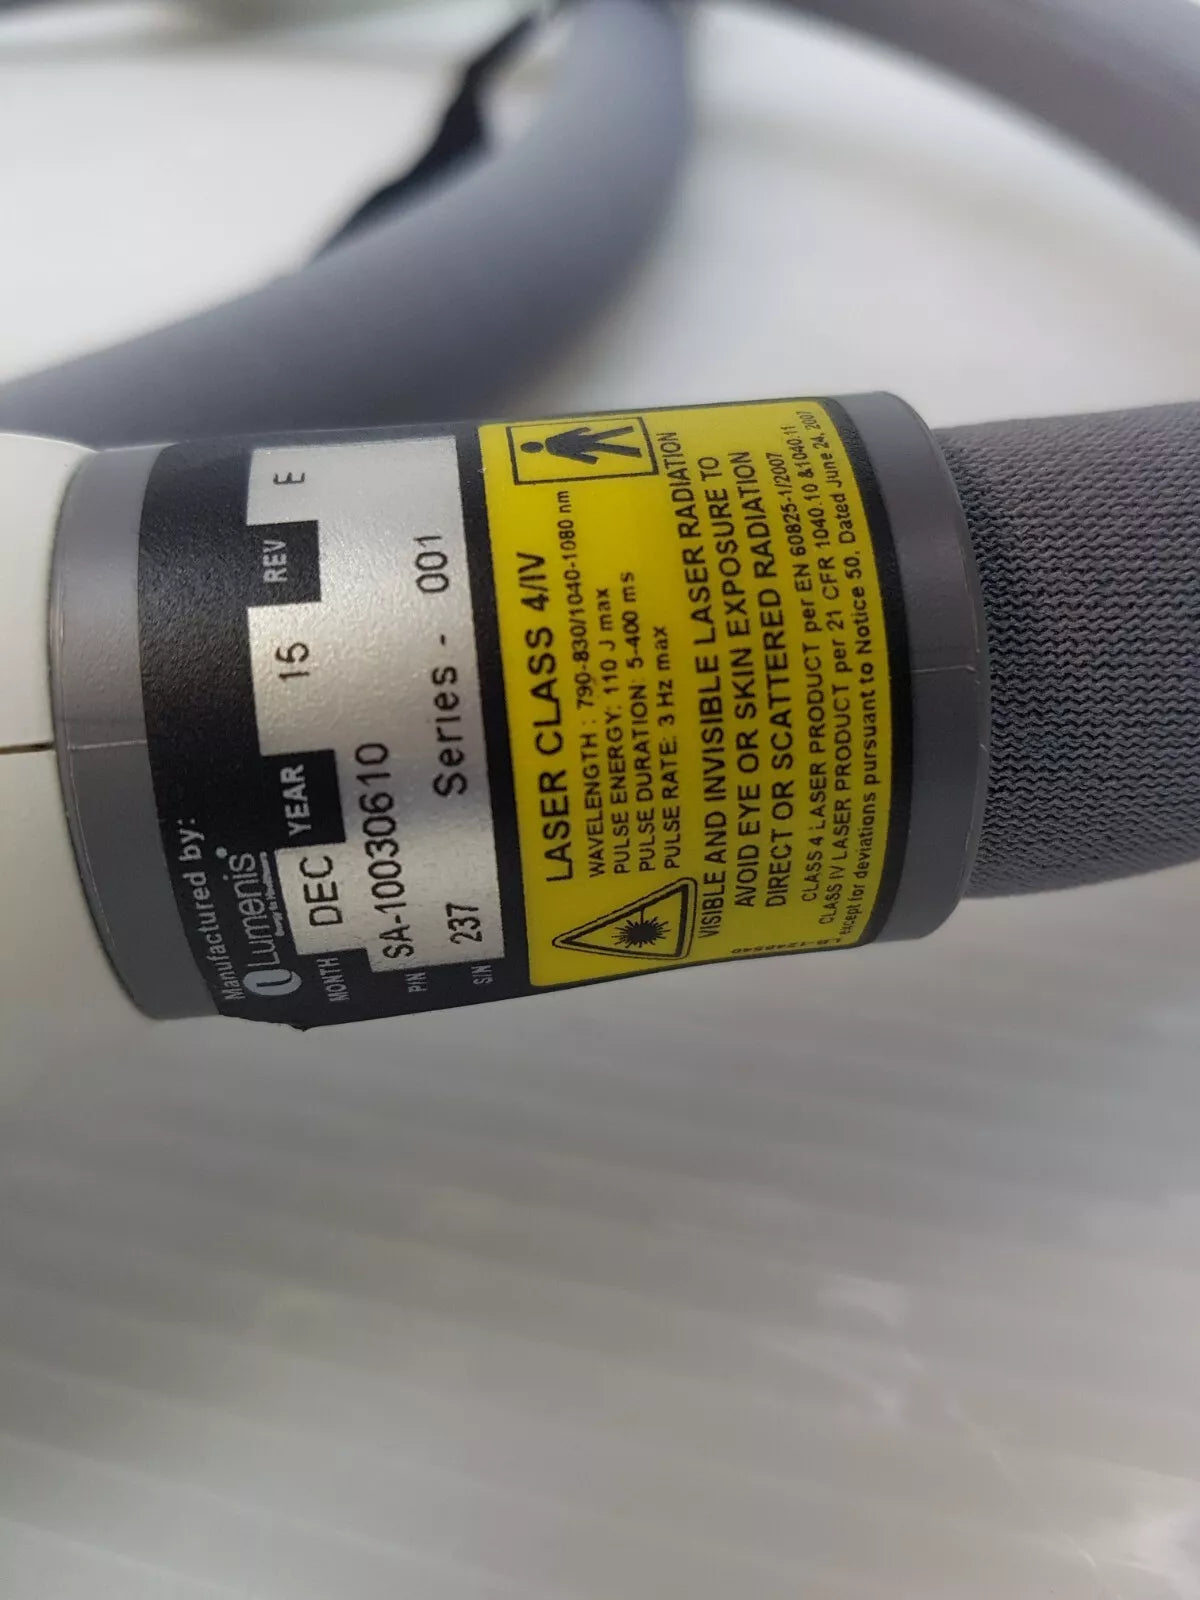 Manufactured by:
Lumenis®
MONTH DEC YEAR 15 REV E
P/N SA-10030610
S/N 237 Series - 001
LASER CLASS 4/IV
WAVELENGTH : 790-830/1040-1080 nm
PULSE ENERGY: 110 J max
PULSE DURATION: 5-400 ms
PULSE RATE: 3 Hz max
VISIBLE AND INVISIBLE LASER RADIATION
AVOID EYE OR SKIN EXPOSURE TO
DIRECT OR SCATTERED RADIATION
CLASS 4 LASER PRODUCT per EN 60825-1/2007
CLASS IV LASER PRODUCT per 21 CFR 1040.10 &1040.11
except for deviations pursuant to Notice 50, Dated June 24, 2007